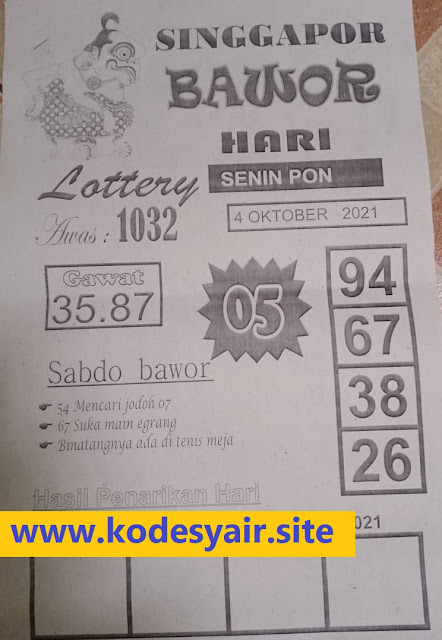 SINGGAPOR
BAWOR
HARI
Lottery
SENIN PON
Awas : 1032
4 OKTOBER 2021
Gawat
35.87
05
94
67
38
26
Sabdo bawor
54 Mencari jodoh 07
67 Suka main egrang
Binatangnya ada di tenis meja
Hasil Penarikan Hari
www.kodesyair.site